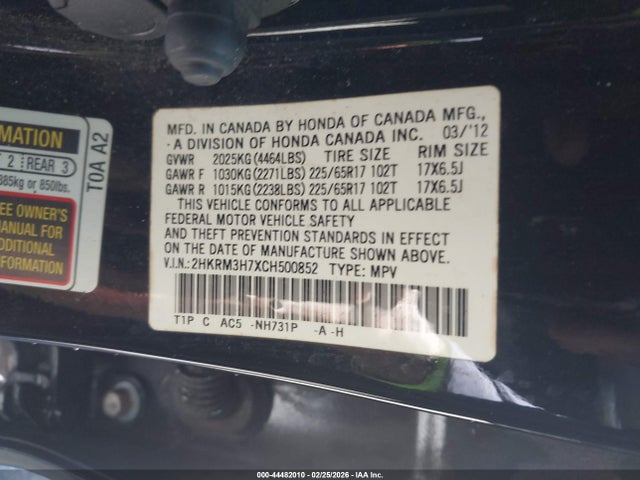 MATION
2 REAR 3
385kg or 850lbs.
EE OWNER'S
MANUAL FOR
ADDITIONAL
INFORMATION
T0A A2
MFD. IN CANADA BY HONDA OF CANADA MFG.,
- A DIVISION OF HONDA CANADA INC. 03/'12
GVWR 2025KG (4464LBS) TIRE SIZE RIM SIZE
GAWR F 1030KG (2271LBS) 225/65R17 102T 17X6.5J
GAWR R 1015KG (2238LBS) 225/65R17 102T 17X6.5J
THIS VEHICLE CONFORMS TO ALL APPLICABLE
FEDERAL MOTOR VEHICLE SAFETY
AND THEFT PREVENTION STANDARDS IN EFFECT
ON THE DATE OF MANUFACTURE SHOWN ABOVE.
V.I.N.: 2HKRM3H7XCH500852 TYPE: MPV
T1P C AC5 -NH731P -A -H
000-44482010 - 02/25/2026 - IAA Inc.